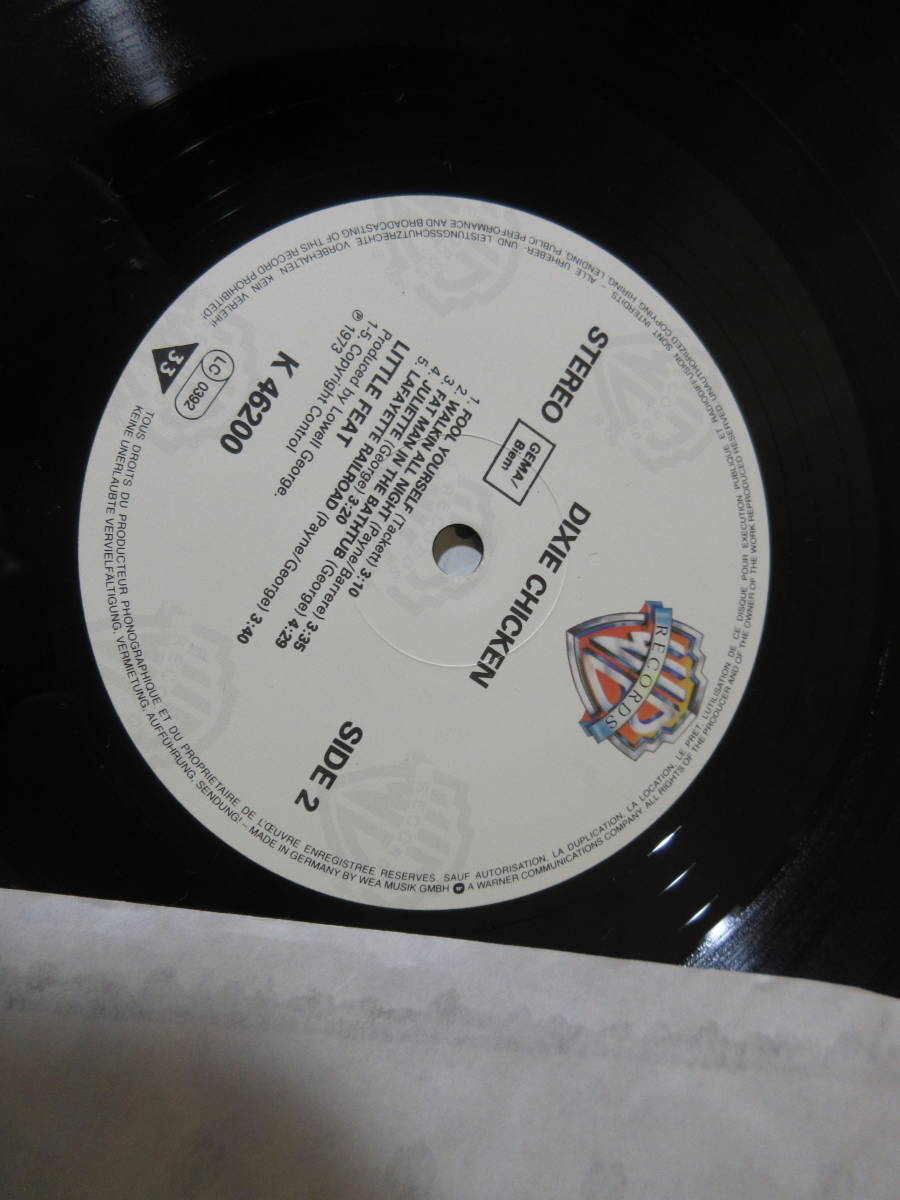 RECORDS
DIXIE CHICKEN
STEREO
GEMA/
Biem
SIDE 2
1. FOOL YOURSELF (Tackett) 3:10
2. WALKIN ALL NIGHT (Payne/Barrere) 3:35
3. FAT MAN IN THE BATHTUB (George) 4:29
4. JULIETTE (George) 3:20
5. LAFAYETTE RAILROAD (Payne/George) 3:40
LITTLE FEAT
Produced by Lowell George.
1-5. Copyright Control
℗ 1973
K 46200
LC 0392
33
TOUS DROITS DU PRODUCTEUR PHONOGRAPHIQUE ET DU PROPRIETAIRE DE L'ŒUVRE ENREGISTREE RESERVES. SAUF AUTORISATION, LA DUPLICATION, LA LOCATION, LE PRET, L'UTILISATION DE CE DISQUE POUR EXECUTION PUBLIQUE ET RADIODIFFUSION SONT INTERDITS – ALLE URHEBER- UND LEISTUNGSSCHUTZRECHTE VORBEHALTEN. KEIN VERLEIH!
KEINE UNERLAUBTE VERVIELFÄLTIGUNG, VERMIETUNG, AUFFÜHRUNG, SENDUNG! – MADE IN GERMANY BY WEA MUSIK GMBH A WARNER COMMUNICATIONS COMPANY ALL RIGHTS OF THE PRODUCER AND OF THE OWNER OF THE WORK REPRODUCED RESERVED UNAUTHORIZED COPYING, HIRING, LENDING, PUBLIC PERFORMANCE AND BROADCASTING OF THIS RECORD PROHIBITED!